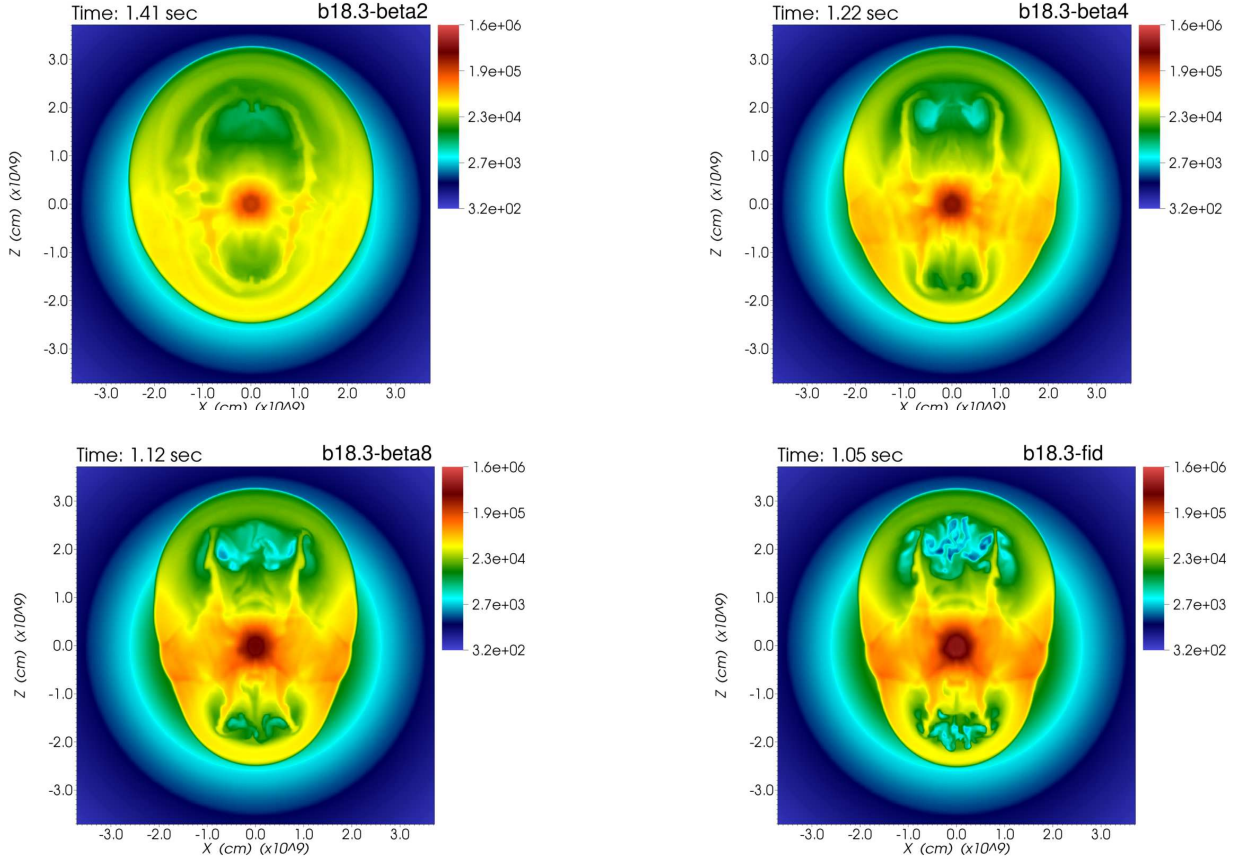 Time: 1.41 sec b18.3-beta2
3.0
2.0
1.0
0.0
-1.0
-2.0
-3.0
Z (cm) (x10^9)
-3.0 -2.0 -1.0 0.0 1.0 2.0 3.0
X (cm) (x10^9)
1.6e+06
1.9e+05
2.3e+04
2.7e+03
3.2e+02
Time: 1.22 sec b18.3-beta4
3.0
2.0
1.0
0.0
-1.0
-2.0
-3.0
Z (cm) (x10^9)
-3.0 -2.0 -1.0 0.0 1.0 2.0 3.0
X (cm) (x10^9)
1.6e+06
1.9e+05
2.3e+04
2.7e+03
3.2e+02
Time: 1.12 sec b18.3-beta8
3.0
2.0
1.0
0.0
-1.0
-2.0
-3.0
Z (cm) (x10^9)
-3.0 -2.0 -1.0 0.0 1.0 2.0 3.0
X (cm) (x10^9)
1.6e+06
1.9e+05
2.3e+04
2.7e+03
3.2e+02
Time: 1.05 sec b18.3-fid
3.0
2.0
1.0
0.0
-1.0
-2.0
-3.0
Z (cm) (x10^9)
-3.0 -2.0 -1.0 0.0 1.0 2.0 3.0
X (cm) (x10^9)
1.6e+06
1.9e+05
2.3e+04
2.7e+03
3.2e+02